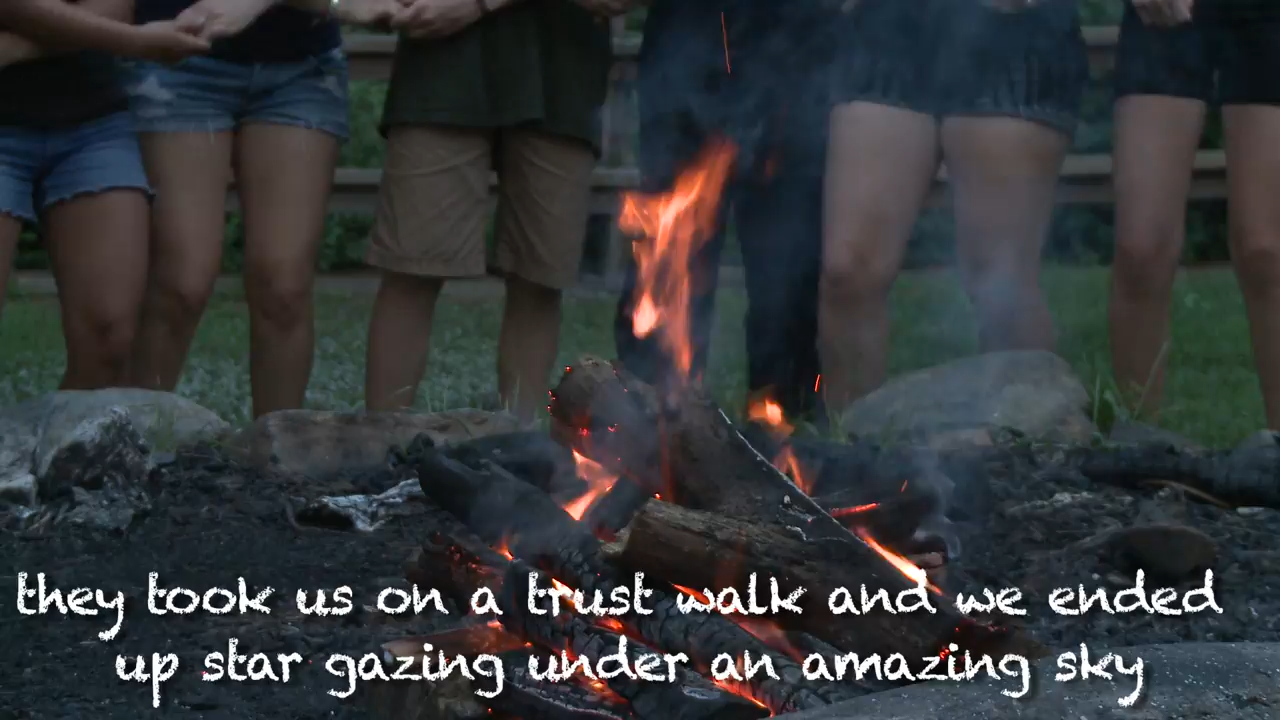 they took us on a trust walk and we ended
up star gazing under an amazing sky